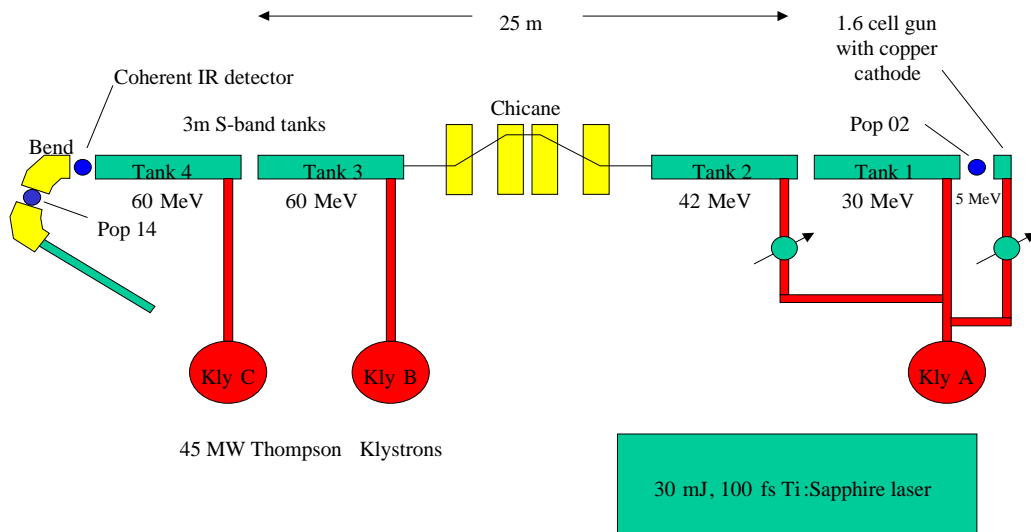 25 m
1.6 cell gun
with copper
cathode
Coherent IR detector
3m S-band tanks
Chicane
Pop 02
Bend
Tank 4
Tank 3
Tank 2
Tank 1
60 MeV
60 MeV
42 MeV
30 MeV
5 MeV
Pop 14
Kly C
Kly B
Kly A
45 MW Thompson Klystrons
30 mJ, 100 fs Ti:Sapphire laser